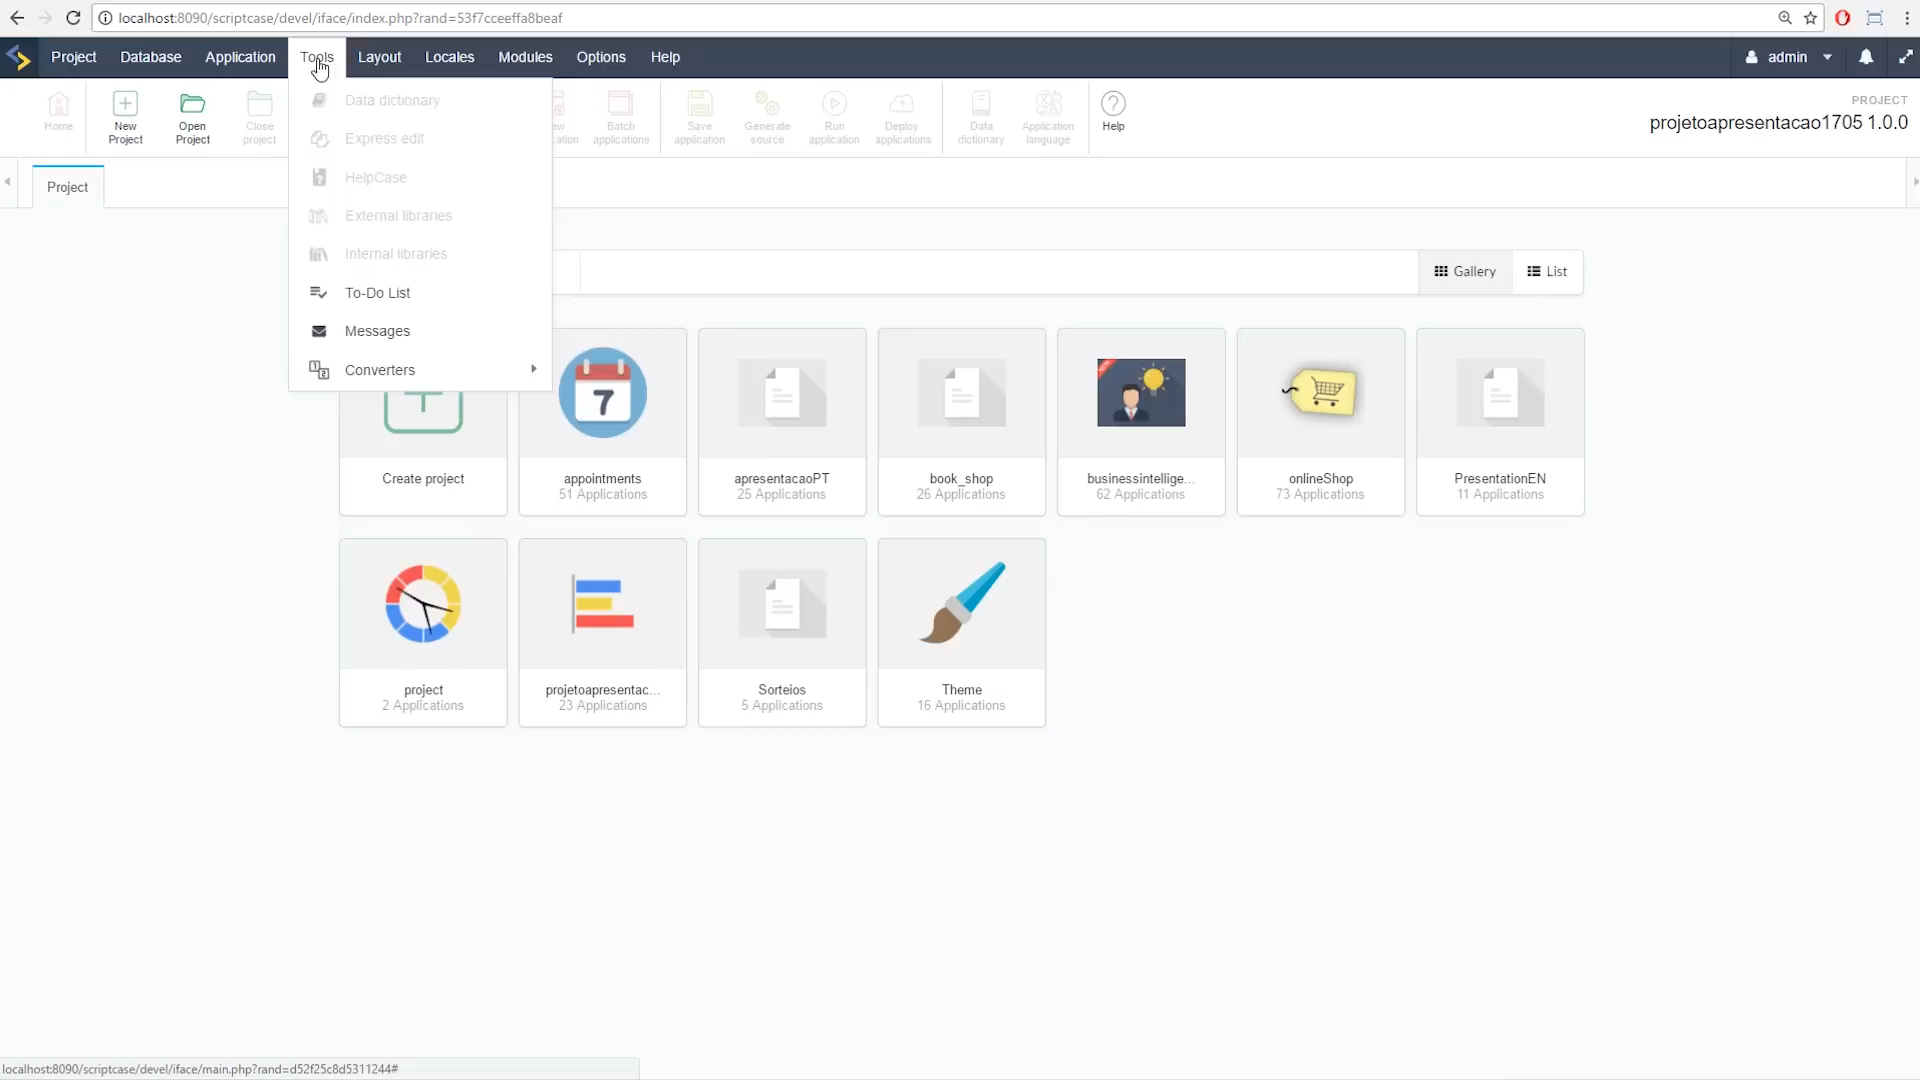 localhost:8090/scriptcase/devel/iface/index.php?rand=53f7cceeffa8beaf
Project Database Application Tools Layout Locales Modules Options Help admin
Home
New
Project
Open
Project
Close
project
Batch
applications
Save
application
Generate
source
Run
application
Deploy
applications
Data
dictionary
Application
language
Help
PROJECT
projetoapresentacao1705 1.0.0
Project
Data dictionary
Express edit
HelpCase
External libraries
Internal libraries
To-Do List
Messages
Converters
Gallery List
7
Create project
appointments
51 Applications
apresentacaoPT
25 Applications
book_shop
26 Applications
businessintellige...
62 Applications
onlineShop
73 Applications
PresentationEN
11 Applications
project
2 Applications
projetoapresentac...
23 Applications
Sorteios
5 Applications
Theme
16 Applications
localhost:8090/scriptcase/devel/iface/main.php?rand=d52f25c8d5311244#